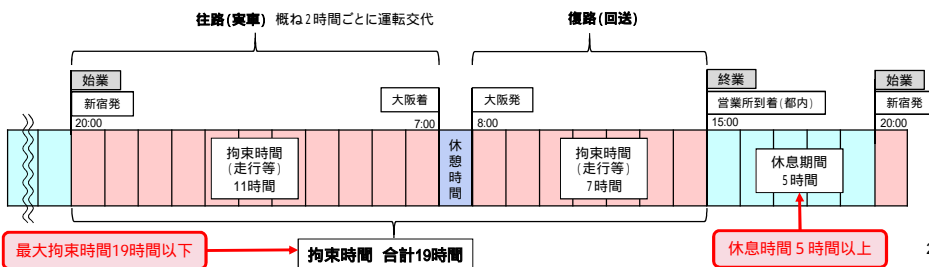 往路(実車) 概ね2時間ごとに運転交代
復路(回送)
始業
終業
始業
新宿発
大阪着
大阪発
営業所到着(都内)
新宿発
20:00
7:00
8:00
15:00
20:00
拘束時間
(走行等)
11時間
休憩時間
拘束時間
(走行等)
7時間
休息期間
5時間
最大拘束時間19時間以下
拘束時間 合計19時間
休息時間5時間以上
2